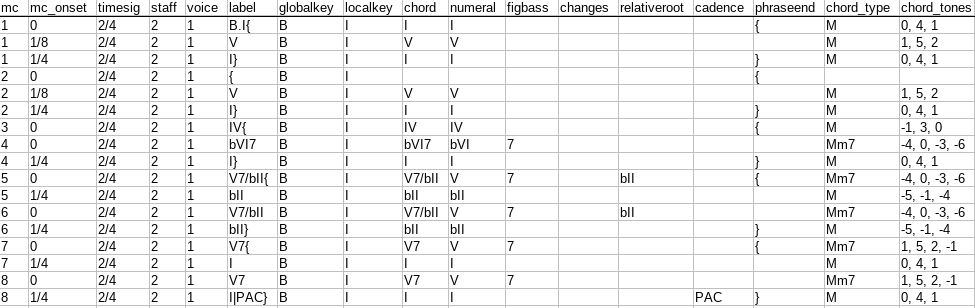 mc mc_onset timesig staff voice label globalkey localkey chord numeral figbass changes relativeroot cadence phraseend chord_type chord_tones
1 0 2/4 2 1 B.I{ B I I I { M 0, 4, 1
1 1/8 2/4 2 1 V B I V V M 1, 5, 2
1 1/4 2/4 2 1 I} B I I I } M 0, 4, 1
2 0 2/4 2 1 { B I {
2 1/8 2/4 2 1 V B I V V M 1, 5, 2
2 1/4 2/4 2 1 I} B I I I } M 0, 4, 1
3 0 2/4 2 1 IV{ B I IV IV { M -1, 3, 0
4 0 2/4 2 1 bVI7 B I bVI7 bVI 7 Mm7 -4, 0, -3, -6
4 1/4 2/4 2 1 I} B I I I } M 0, 4, 1
5 0 2/4 2 1 V7/bII{ B I V7/bII V 7 bII { Mm7 -4, 0, -3, -6
5 1/4 2/4 2 1 bII B I bII bII M -5, -1, -4
6 0 2/4 2 1 V7/bII B I V7/bII V 7 bII Mm7 -4, 0, -3, -6
6 1/4 2/4 2 1 bII} B I bII bII } M -5, -1, -4
7 0 2/4 2 1 V7{ B I V7 V 7 { Mm7 1, 5, 2, -1
7 1/4 2/4 2 1 I B I I I M 0, 4, 1
8 0 2/4 2 1 V7 B I V7 V 7 Mm7 1, 5, 2, -1
8 1/4 2/4 2 1 I|PAC} B I I I PAC } M 0, 4, 1